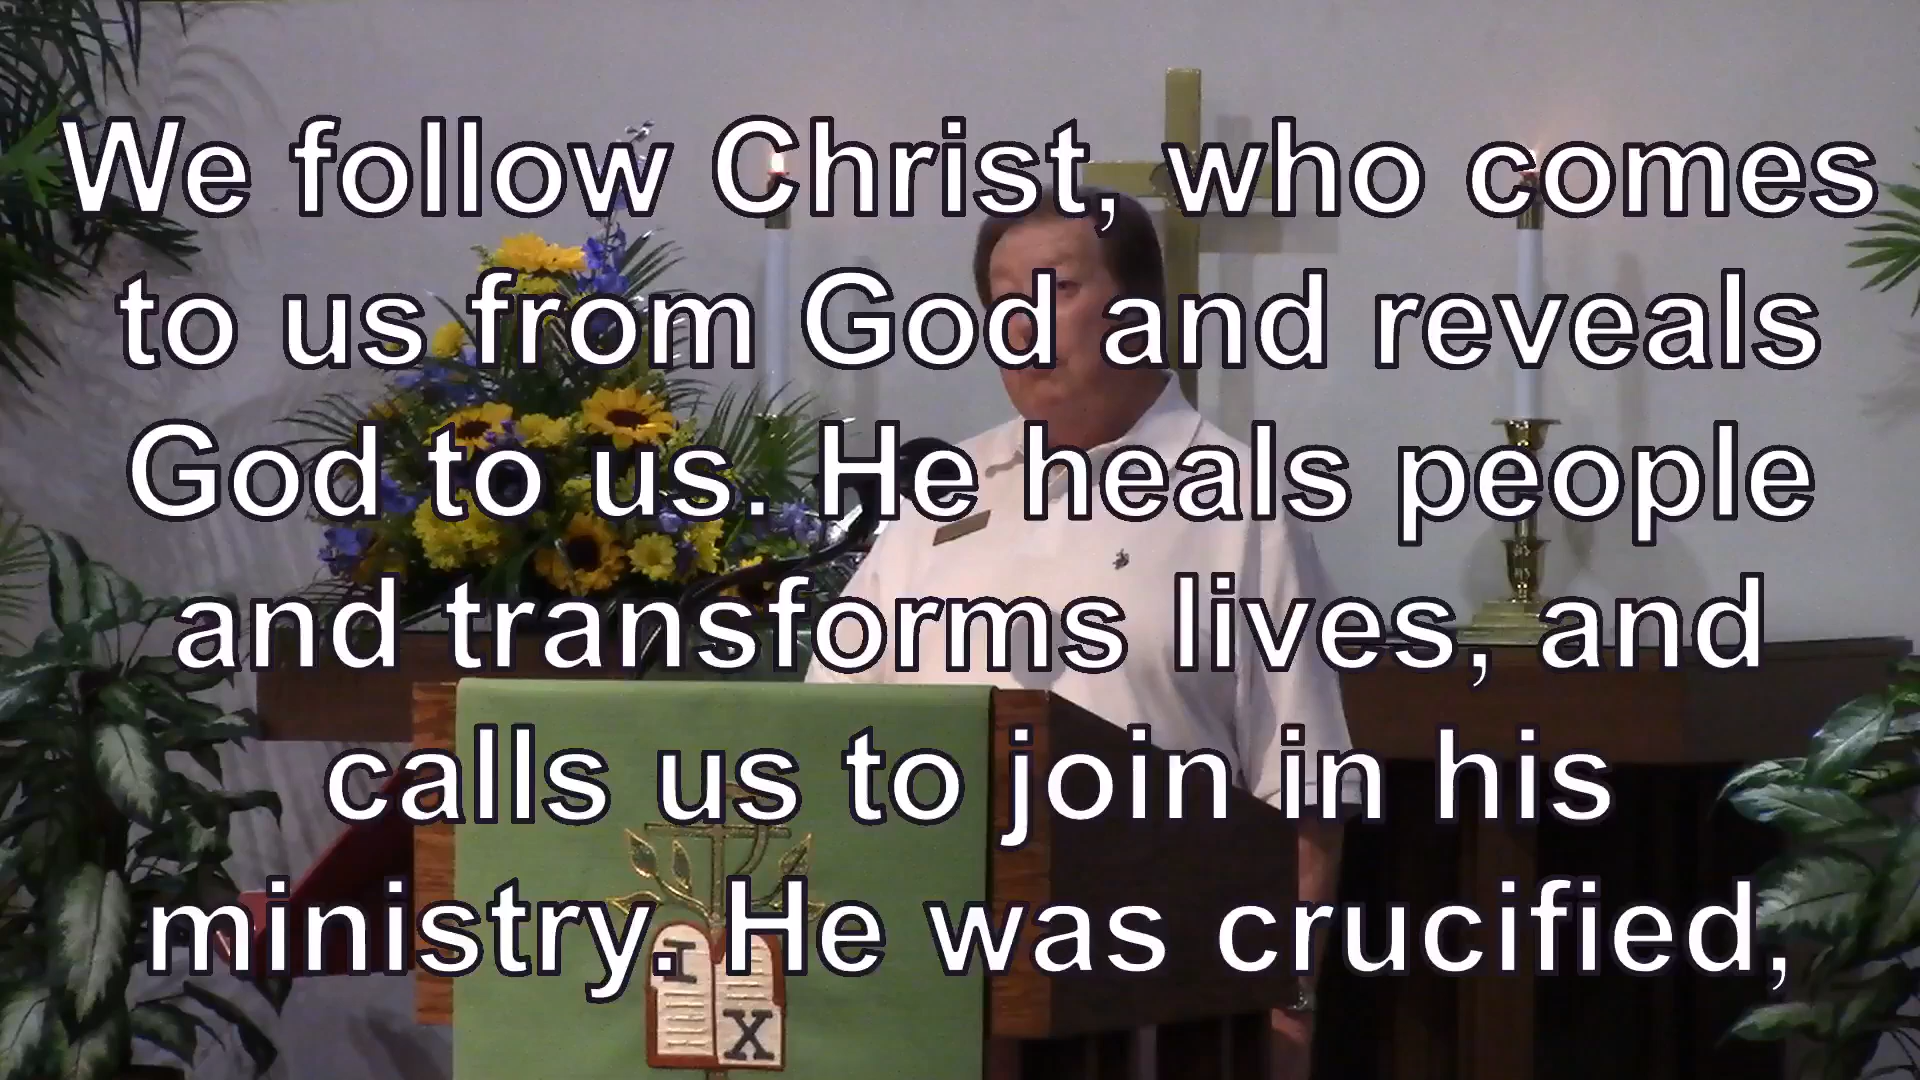 We follow Christ, who comes
to us from God and reveals
God to us. He heals people
and transforms lives, and
calls us to join in his
ministry. He was crucified,
I
X